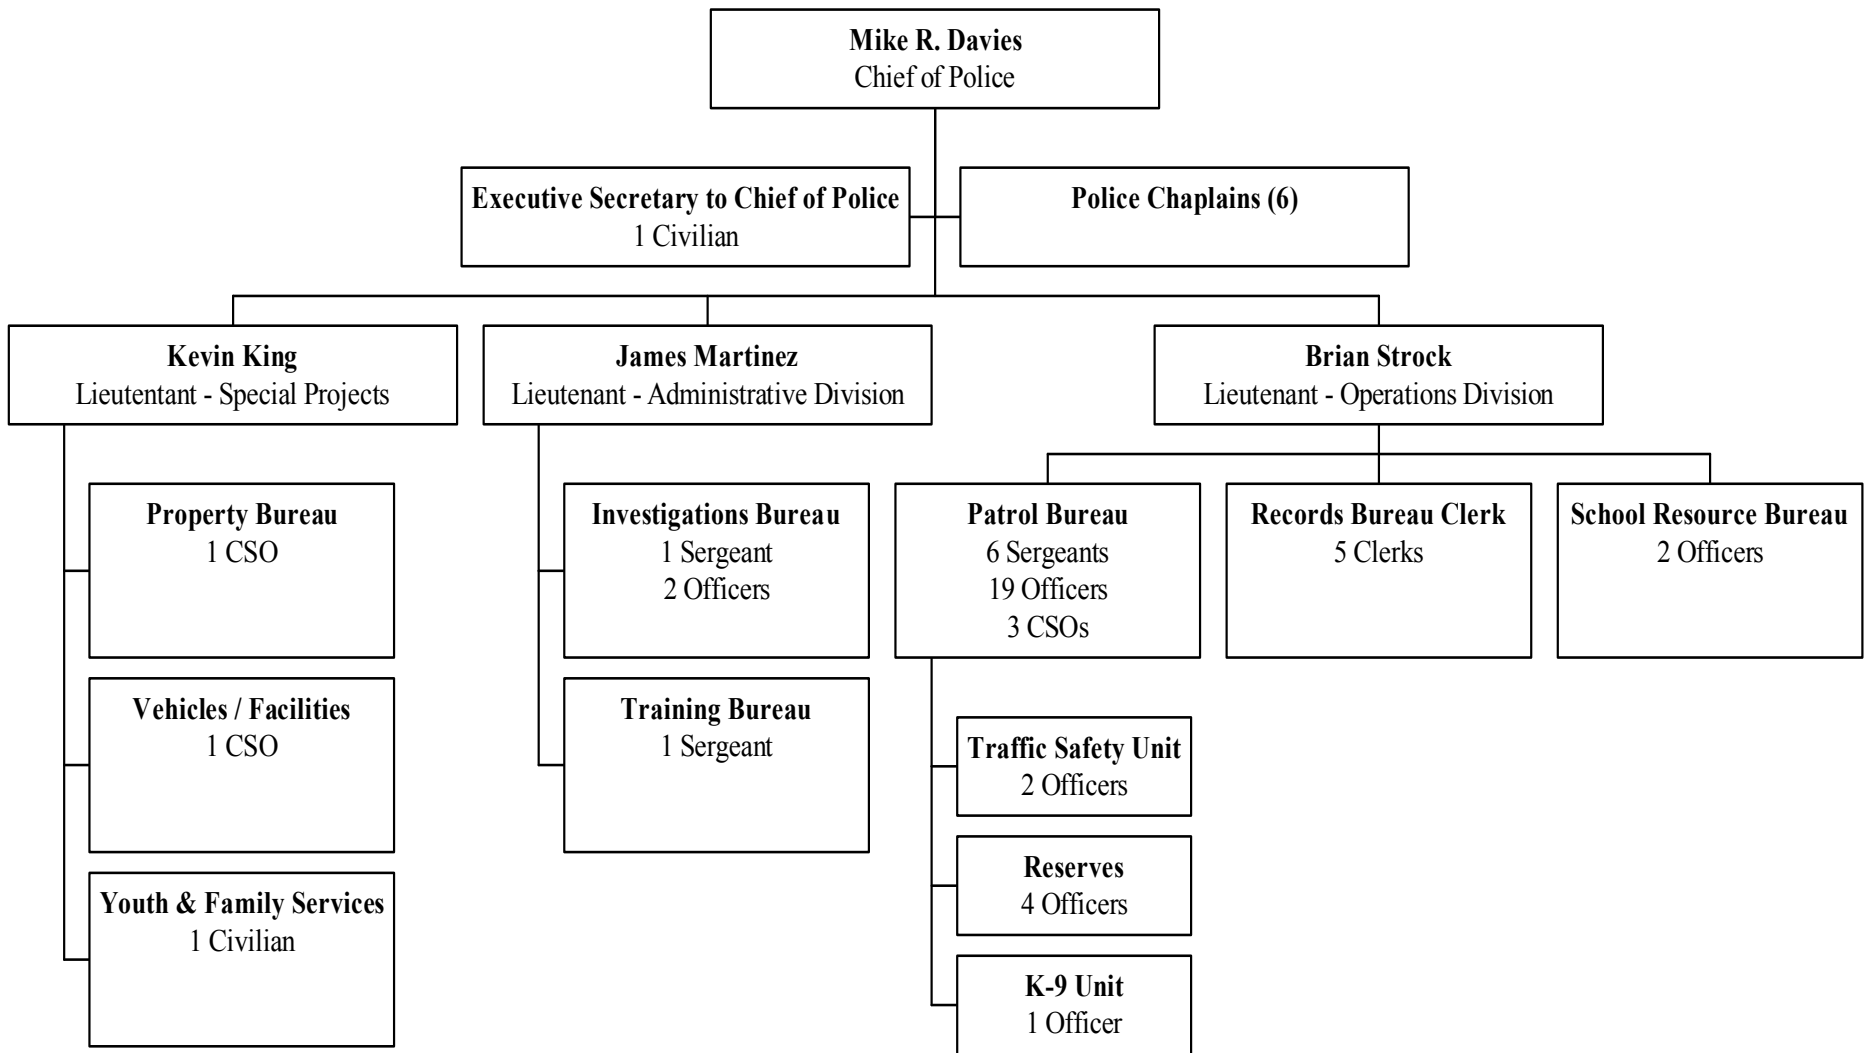 Mike R. Davies
Chief of Police
Executive Secretary to Chief of Police
1 Civilian
Police Chaplains (6)
Kevin King
Lieutentant - Special Projects
James Martinez
Lieutenant - Administrative Division
Brian Strock
Lieutenant - Operations Division
Property Bureau
1 CSO
Vehicles / Facilities
1 CSO
Youth & Family Services
1 Civilian
Investigations Bureau
1 Sergeant
2 Officers
Training Bureau
1 Sergeant
Patrol Bureau
6 Sergeants
19 Officers
3 CSOs
Traffic Safety Unit
2 Officers
Reserves
4 Officers
K-9 Unit
1 Officer
Records Bureau Clerk
5 Clerks
School Resource Bureau
2 Officers